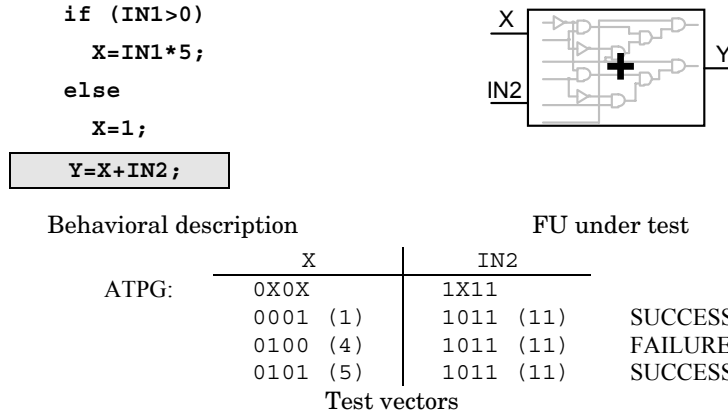 if (IN1>0)
X=IN1*5;
else
X=1;
Y=X+IN2;
X
IN2
+
Y
Behavioral description
FU under test
X IN2
ATPG: 0X0X 1X11
0001 (1) 1011 (11) SUCCESS
0100 (4) 1011 (11) FAILURE
0101 (5) 1011 (11) SUCCESS
Test vectors